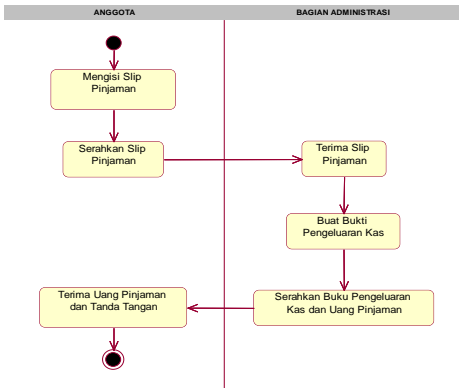 ANGGOTA
BAGIAN ADMINISTRASI
Mengisi Slip
Pinjaman
Serahkan Slip
Pinjaman
Terima Slip
Pinjaman
Buat Bukti
Pengeluaran Kas
Serahkan Buku Pengeluaran
Kas dan Uang Pinjaman
Terima Uang Pinjaman
dan Tanda Tangan